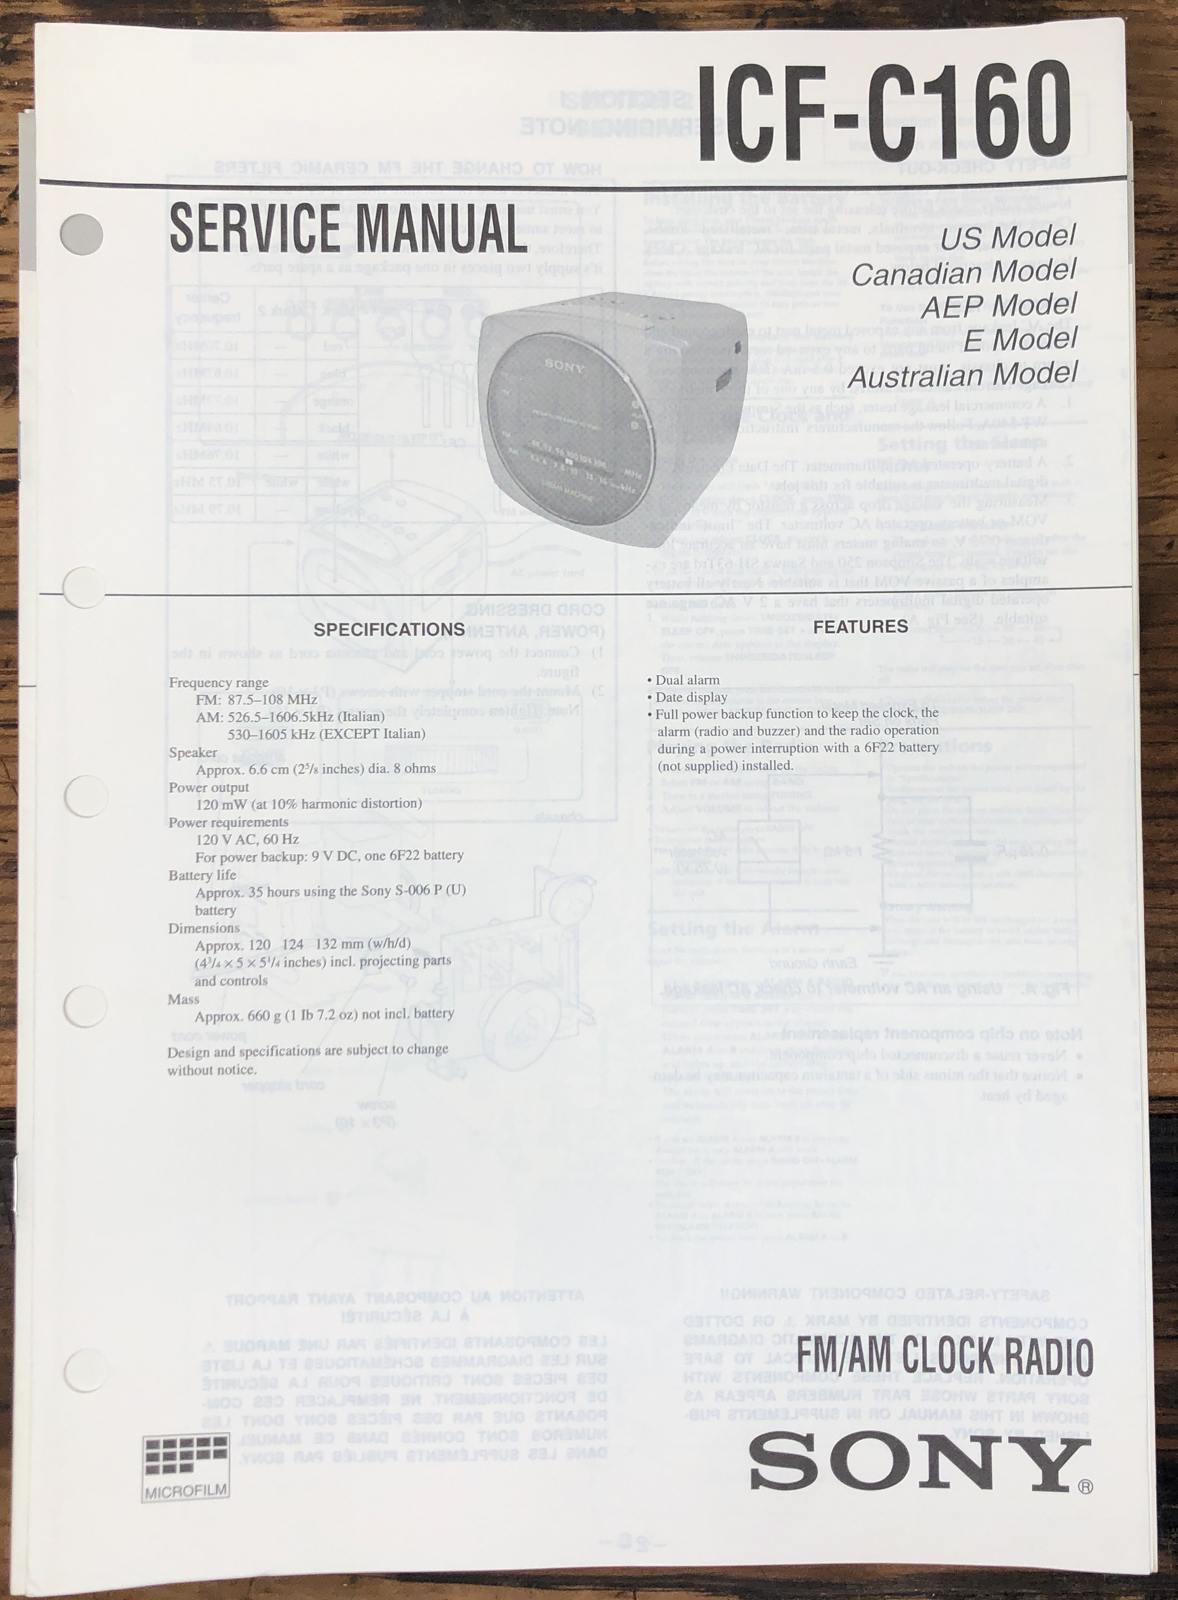 ICF-C160
SERVICE MANUAL
US Model
Canadian Model
AEP Model
E Model
Australian Model
SONY
SPECIFICATIONS
Frequency range
FM: 87.5–108 MHz
AM: 526.5–1606.5kHz (Italian)
530–1605 kHz (EXCEPT Italian)
Speaker
Approx. 6.6 cm (2 5/8 inches) dia. 8 ohms
Power output
120 mW (at 10% harmonic distortion)
Power requirements
120 V AC, 60 Hz
For power backup: 9 V DC, one 6F22 battery
Battery life
Approx. 35 hours using the Sony S-006 P (U)
battery
Dimensions
Approx. 120 124 132 mm (w/h/d)
(4 3/4 × 5 × 5 1/4 inches) incl. projecting parts
and controls
Mass
Approx. 660 g (1 lb 7.2 oz) not incl. battery
Design and specifications are subject to change
without notice.
FEATURES
• Dual alarm
• Date display
• Full power backup function to keep the clock, the
alarm (radio and buzzer) and the radio operation
during a power interruption with a 6F22 battery
(not supplied) installed.
FM/AM CLOCK RADIO
MICROFILM
SONY®